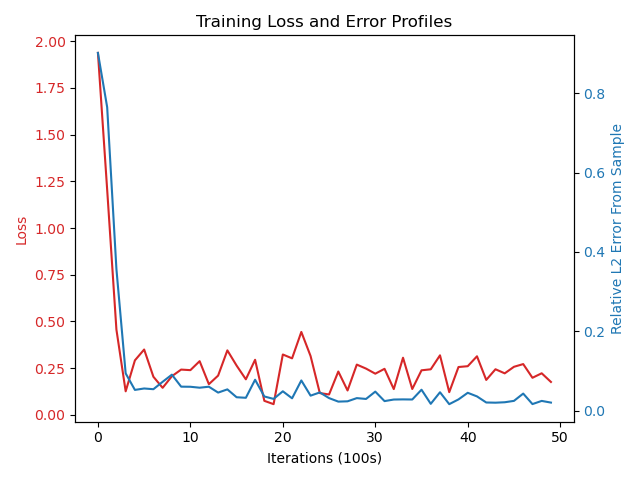 Training Loss and Error Profiles
2.00
1.75
1.50
1.25
1.00
0.75
0.50
0.25
0.00
Loss
0.8
0.6
0.4
0.2
0.0
Relative L2 Error From Sample
0 10 20 30 40 50
Iterations (100s)